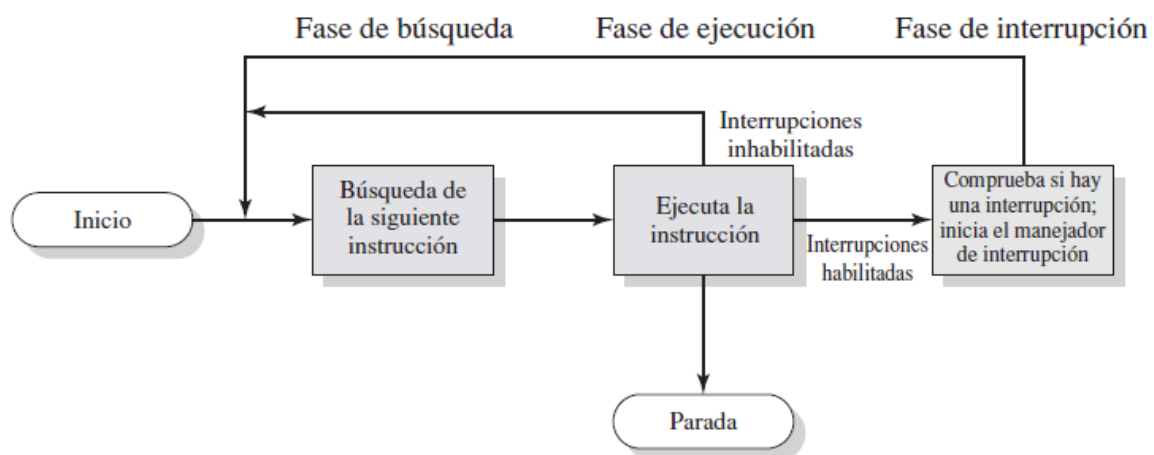 Fase de búsqueda
Fase de ejecución
Fase de interrupción
Interrupciones
inhabilitadas
Inicio
Búsqueda de
la siguiente
instrucción
Ejecuta la
instrucción
Interrupciones
habilitadas
Comprueba si hay
una interrupción;
inicia el manejador
de interrupción
Parada